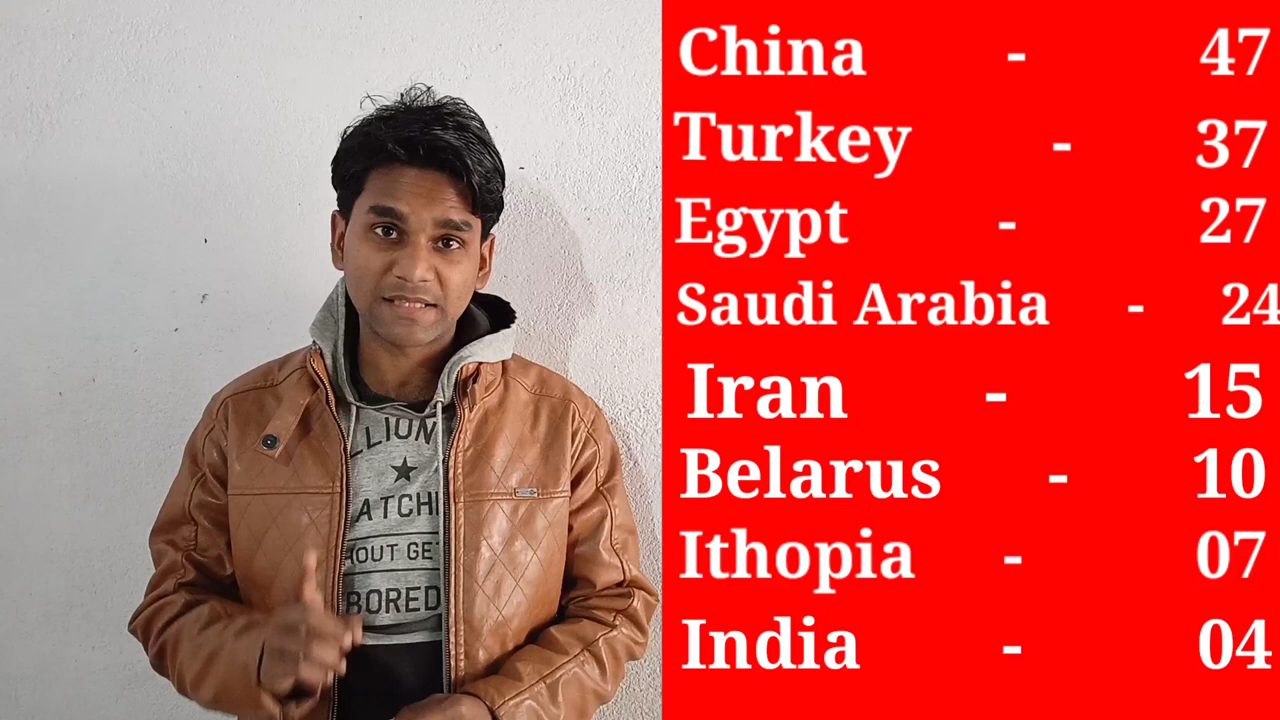 LLION
ATCHI
HOUT GE
BORED
China - 47
Turkey - 37
Egypt - 27
Saudi Arabia - 24
Iran - 15
Belarus - 10
Ithopia - 07
India - 04